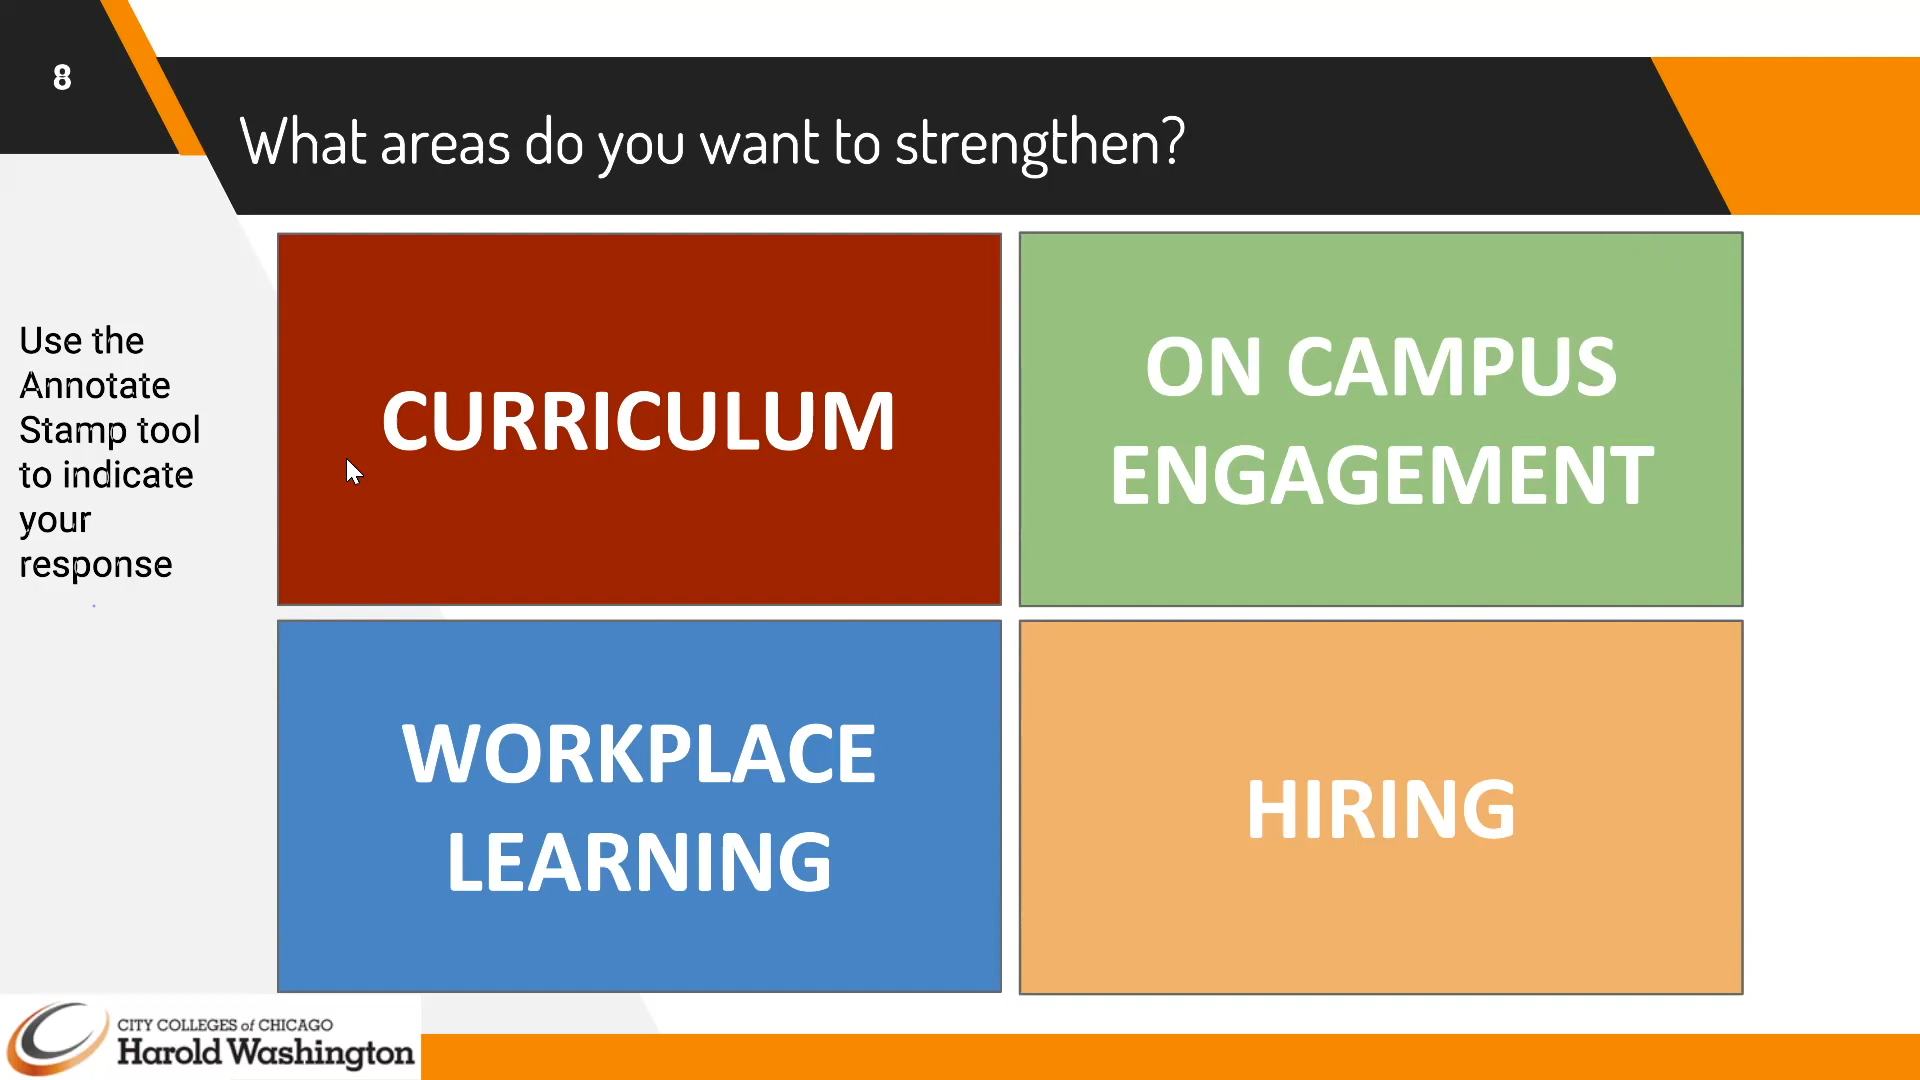 8
What areas do you want to strengthen?
Use the
Annotate
Stamp tool
to indicate
your
response
CURRICULUM
ON CAMPUS
ENGAGEMENT
WORKPLACE
LEARNING
HIRING
CITY COLLEGES of CHICAGO
Harold Washington